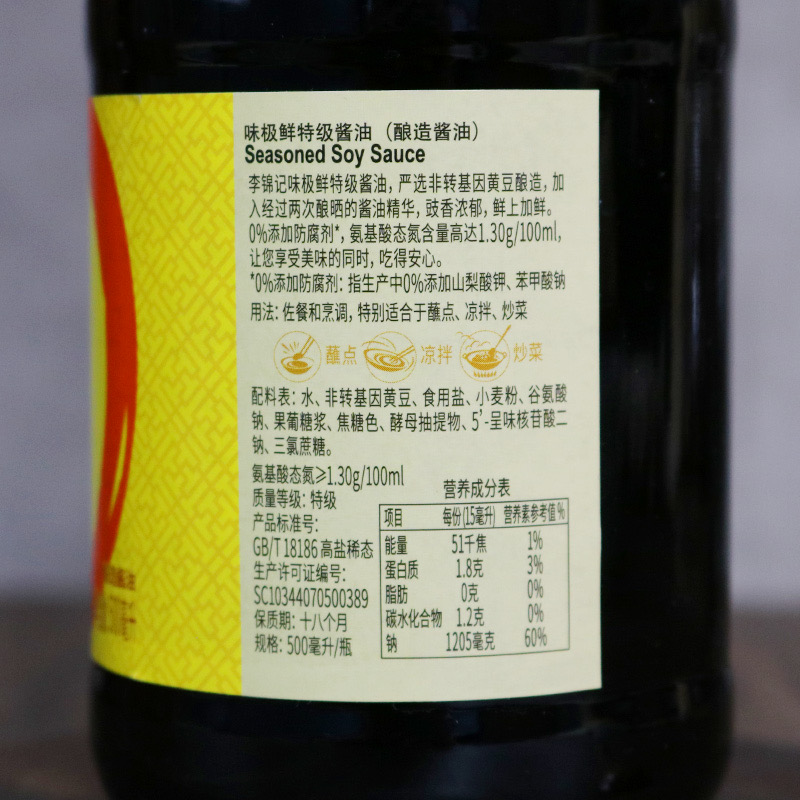 味极鲜特级酱油（酿造酱油）
Seasoned Soy Sauce
李锦记味极鲜特级酱油，严选非转基因黄豆酿造，加
入经过两次酿晒的酱油精华，豉香浓郁，鲜上加鲜。
0%添加防腐剂*，氨基酸态氮含量高达1.30g/100ml，
让您享受美味的同时，吃得安心。
*0%添加防腐剂：指生产中0%添加山梨酸钾、苯甲酸钠
用法：佐餐和烹调，特别适合于蘸点、凉拌、炒菜
蘸点 凉拌 炒菜
配料表：水、非转基因黄豆、食用盐、小麦粉、谷氨酸
钠、果葡糖浆、焦糖色、酵母抽提物、5’-呈味核苷酸二
钠、三氯蔗糖。
氨基酸态氮≥1.30g/100ml
质量等级：特级
产品标准号：
GB/T 18186 高盐稀态
生产许可证编号：
SC10344070500389
保质期：十八个月
规格：500毫升/瓶
营养成分表
项目 每份(15毫升) 营养素参考值%
能量 51千焦 1%
蛋白质 1.8克 3%
脂肪 0克 0%
碳水化合物 1.2克 0%
钠 1205毫克 60%
酱油
毫升